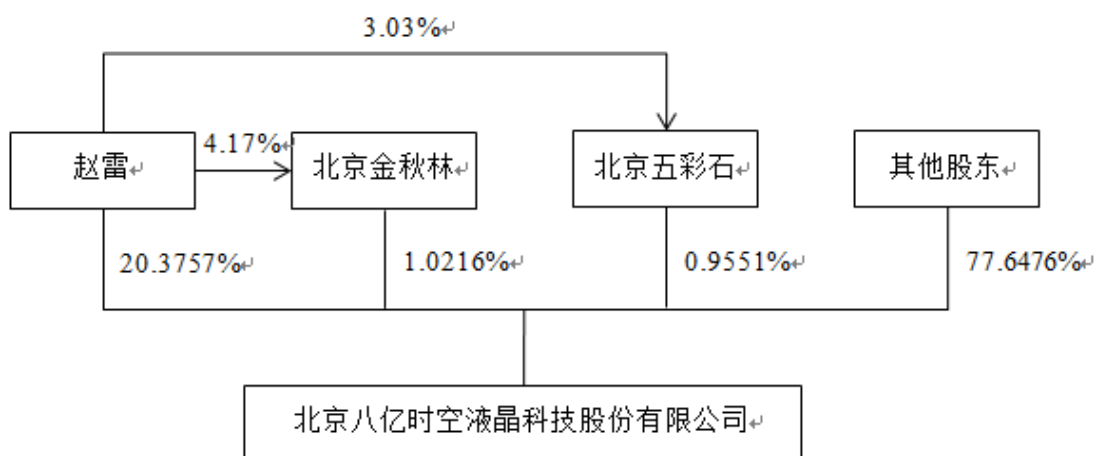 3.03%
4.17%
赵雷
北京金秋林
北京五彩石
其他股东
20.3757%
1.0216%
0.9551%
77.6476%
北京八亿时空液晶科技股份有限公司